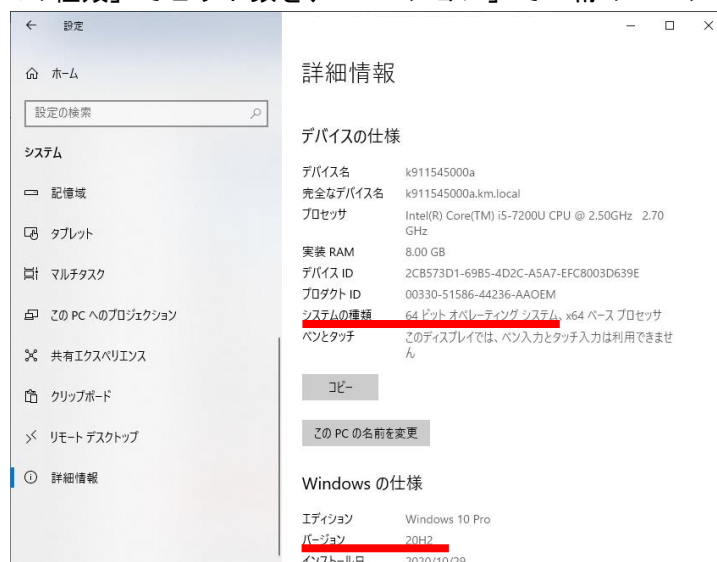 ← 設定
ホーム
設定の検索
システム
記憶域
タブレット
マルチタスク
この PC へのプロジェクション
共有エクスペリエンス
クリップボード
リモート デスクトップ
詳細情報
詳細情報
デバイスの仕様
デバイス名 k911545000a
完全なデバイス名 k911545000a.km.local
プロセッサ Intel(R) Core(TM) i5-7200U CPU @ 2.50GHz 2.70
GHz
実装 RAM 8.00 GB
デバイス ID 2CB573D1-69B5-4D2C-A5A7-EFC8003D639E
プロダクト ID 00330-51586-44236-AAOEM
システムの種類 64 ビット オペレーティング システム、x64 ベース プロセッサ
ペンとタッチ このディスプレイでは、ペン入力とタッチ入力は利用できませ
ん
コピー
この PC の名前を変更
Windows の仕様
エディション Windows 10 Pro
バージョン 20H2
インストール日 2020/10/29